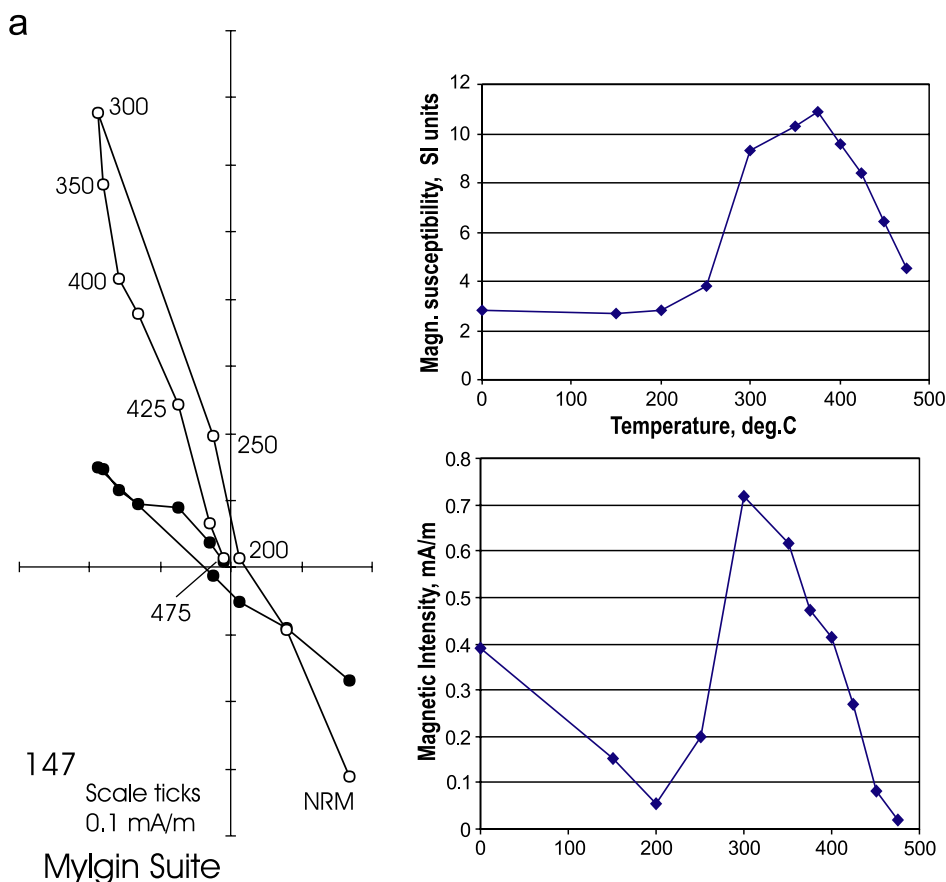 a
300
350
400
425
250
200
475
147
Scale ticks
0.1 mA/m
NRM
Mylgin Suite
Magn. susceptibility, SI units
12
10
8
6
4
2
0
0 100 200 300 400 500
Temperature, deg.C
Magnetic Intensity, mA/m
0.8
0.7
0.6
0.5
0.4
0.3
0.2
0.1
0
0 100 200 300 400 500